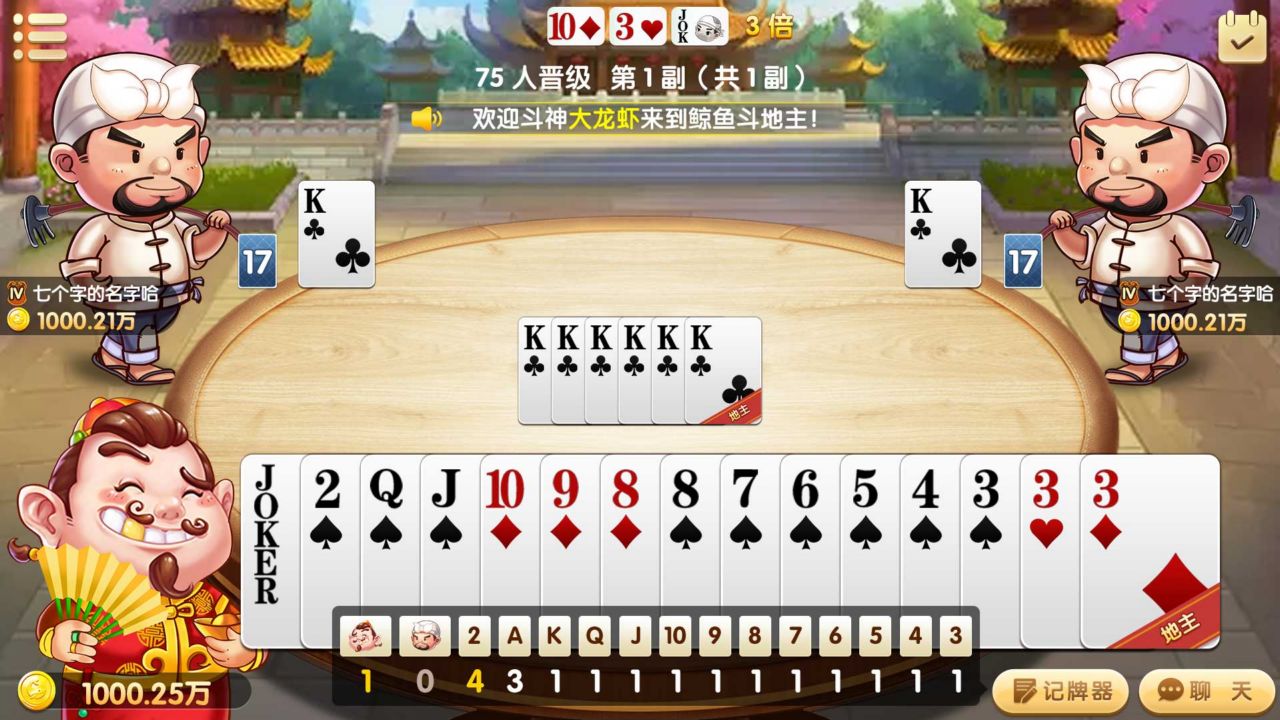 10 3 JOK 3 倍
75 人晋级 第1副（共1副）
欢迎斗神大龙虾来到鲸鱼斗地主!
K K
17 17
IV 七个字的名字哈 IV 七个字的名字哈
1000.21万 1000.21万
K K K K K K
地主
JOKER 2 Q J 10 9 8 8 7 6 5 4 3 3 3
地主
2 A K Q J 10 9 8 7 6 5 4 3
1 0 4 3 1 1 1 1 1 1 1 1 1 1 1
1000.25万 记牌器 聊 天